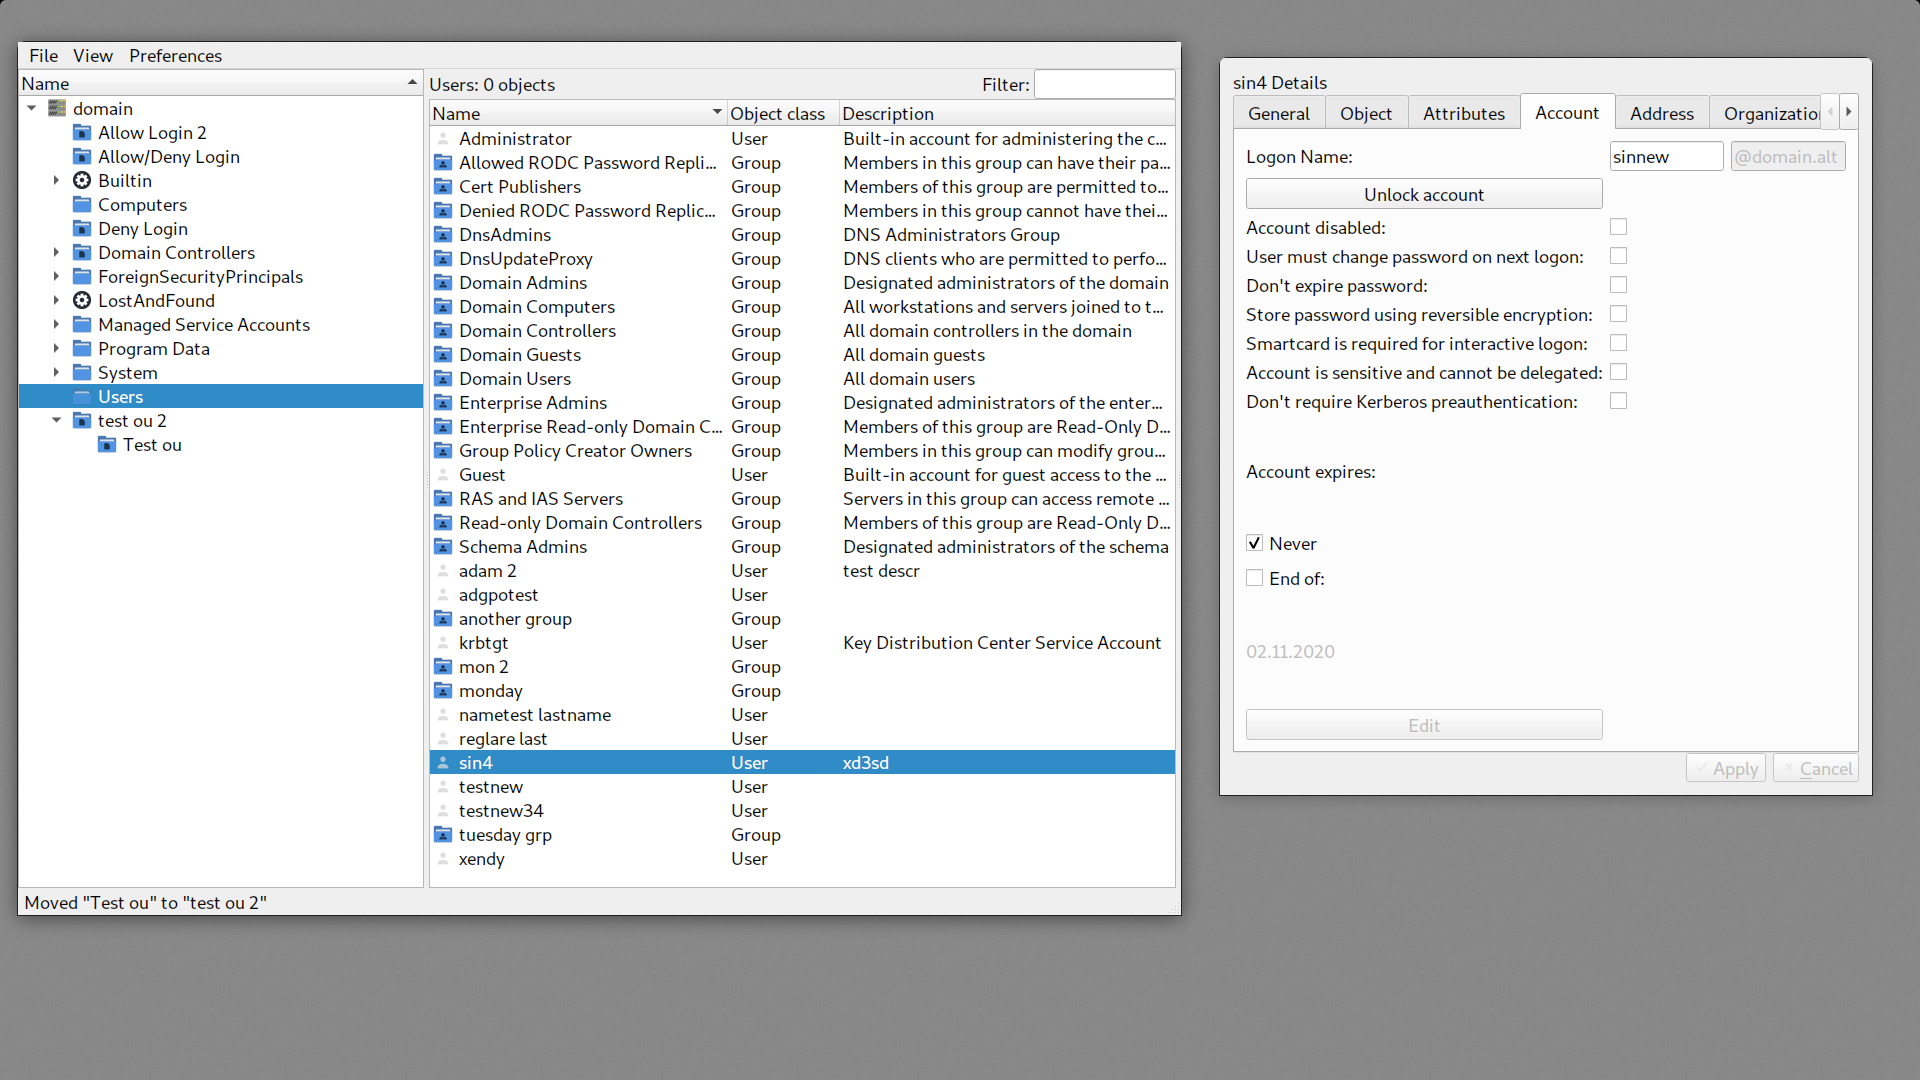 File View Preferences
Name
domain
Allow Login 2
Allow/Deny Login
Builtin
Computers
Deny Login
Domain Controllers
ForeignSecurityPrincipals
LostAndFound
Managed Service Accounts
Program Data
System
Users
test ou 2
Test ou
Users: 0 objects Filter:
Name Object class Description
Administrator User Built-in account for administering the c...
Allowed RODC Password Repli... Group Members in this group can have their pa...
Cert Publishers Group Members of this group are permitted to...
Denied RODC Password Replic... Group Members in this group cannot have thei...
DnsAdmins Group DNS Administrators Group
DnsUpdateProxy Group DNS clients who are permitted to perfo...
Domain Admins Group Designated administrators of the domain
Domain Computers Group All workstations and servers joined to t...
Domain Controllers Group All domain controllers in the domain
Domain Guests Group All domain guests
Domain Users Group All domain users
Enterprise Admins Group Designated administrators of the enter...
Enterprise Read-only Domain C... Group Members of this group are Read-Only D...
Group Policy Creator Owners Group Members in this group can modify grou...
Guest User Built-in account for guest access to the ...
RAS and IAS Servers Group Servers in this group can access remote ...
Read-only Domain Controllers Group Members of this group are Read-Only D...
Schema Admins Group Designated administrators of the schema
adam 2 User test descr
adgpotest User
another group Group
krbtgt User Key Distribution Center Service Account
mon 2 Group
monday Group
nametest lastname User
reglare last User
sin4 User xd3sd
testnew User
testnew34 User
tuesday grp Group
xendy User
Moved "Test ou" to "test ou 2"
sin4 Details
General Object Attributes Account Address Organizatio
Logon Name: sinnew @domain.alt
Unlock account
Account disabled:
User must change password on next logon:
Don't expire password:
Store password using reversible encryption:
Smartcard is required for interactive logon:
Account is sensitive and cannot be delegated:
Don't require Kerberos preauthentication:
Account expires:
Never
End of:
02.11.2020
Edit
Apply Cancel